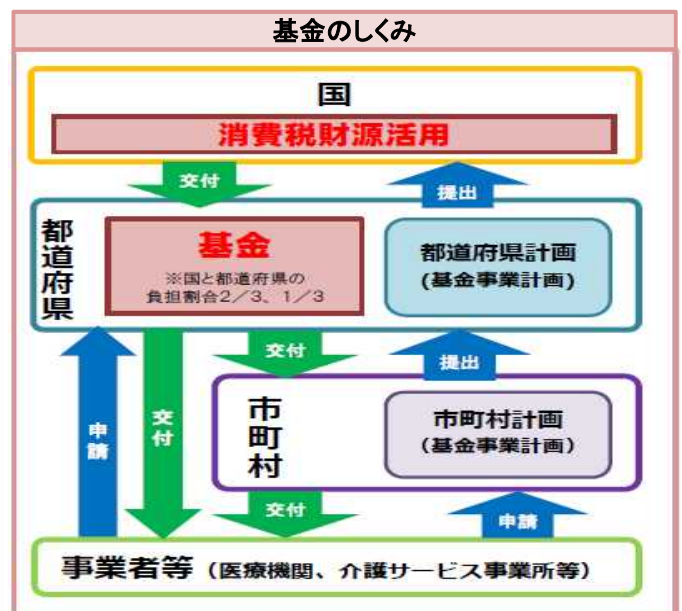 基金のしくみ
国
消費税財源活用
交付
提出
都道府県
基金
※国と都道府県の
負担割合2／3、1／3
都道府県計画
(基金事業計画)
申請
交付
交付
提出
市町村
市町村計画
(基金事業計画)
交付
申請
事業者等（医療機関、介護サービス事業所等）